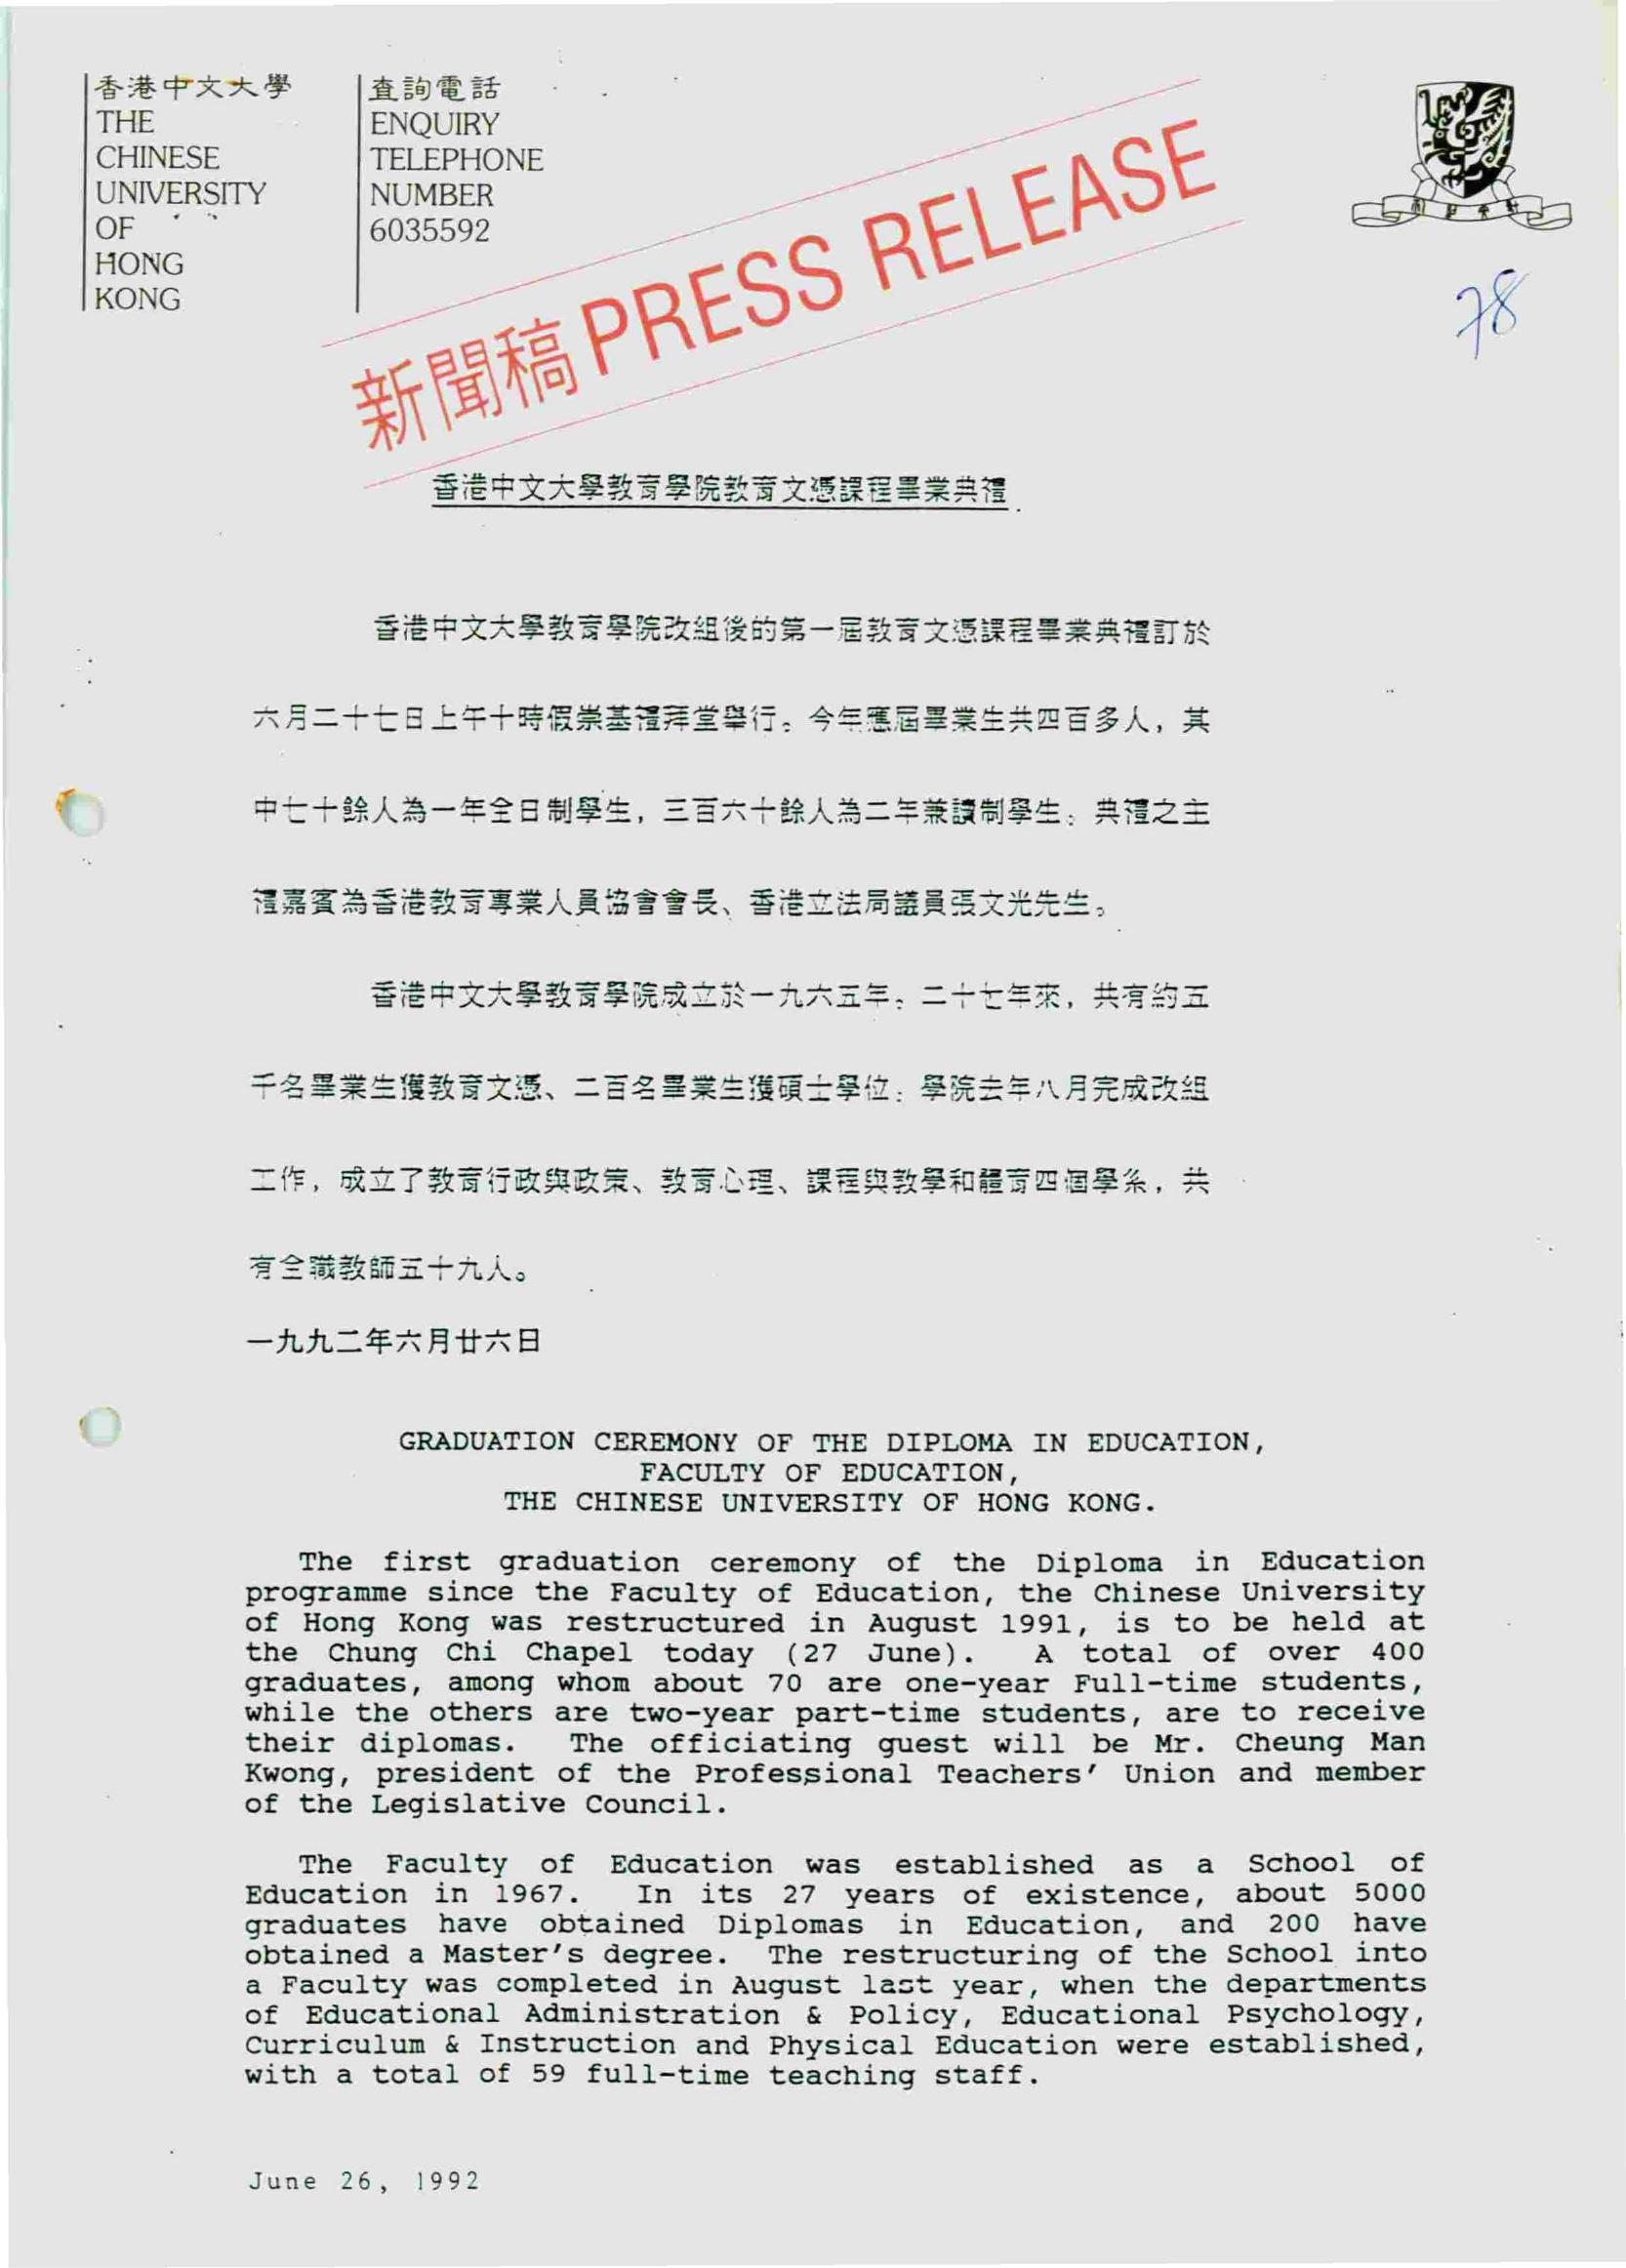 香港中文大學
THE
CHINESE
UNIVERSITY
OF
HONG
KONG
查詢電話
ENQUIRY
TELEPHONE
NUMBER
6035592
新聞稿 PRESS RELEASE
78
香港中文大學教育學院教育文憑課程畢業典禮
香港中文大學教育學院改組後的第一屆教育文憑課程畢業典禮訂於
六月二十七日上午十時假崇基禮拜堂舉行。今年應屆畢業生共四百多人，其
中七十餘人為一年全日制學生，三百六十餘人為二年兼讀制學生。典禮之主
禮嘉賓為香港教育專業人員協會會長、香港立法局議員張文光先生。
香港中文大學教育學院成立於一九六五年。二十七年來，共有約五
千名畢業生獲教育文憑、二百名畢業生獲碩士學位。學院去年八月完成改組
工作，成立了教育行政與政策、教育心理、課程與教學和體育四個學系，共
有全職教師五十九人。
一九九二年六月廿六日
GRADUATION CEREMONY OF THE DIPLOMA IN EDUCATION,
FACULTY OF EDUCATION,
THE CHINESE UNIVERSITY OF HONG KONG.
The first graduation ceremony of the Diploma in Education
programme since the Faculty of Education, the Chinese University
of Hong Kong was restructured in August 1991, is to be held at
the Chung Chi Chapel today (27 June). A total of over 400
graduates, among whom about 70 are one-year Full-time students,
while the others are two-year part-time students, are to receive
their diplomas. The officiating guest will be Mr. Cheung Man
Kwong, president of the Professional Teachers' Union and member
of the Legislative Council.
The Faculty of Education was established as a School of
Education in 1967. In its 27 years of existence, about 5000
graduates have obtained Diplomas in Education, and 200 have
obtained a Master's degree. The restructuring of the School into
a Faculty was completed in August last year, when the departments
of Educational Administration & Policy, Educational Psychology,
Curriculum & Instruction and Physical Education were established,
with a total of 59 full-time teaching staff.
June 26, 1992